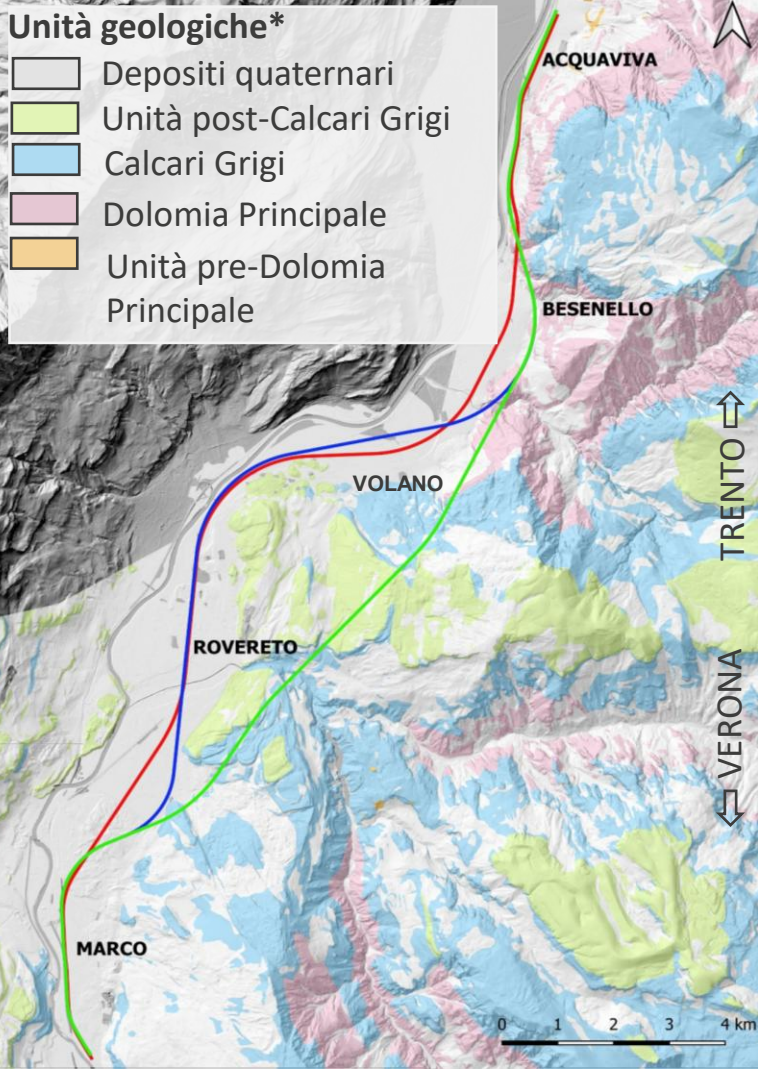 Unità geologiche*
Depositi quaternari
Unità post-Calcari Grigi
Calcari Grigi
Dolomia Principale
Unità pre-Dolomia
Principale
ACQUAVIVA
BESENELLO
TRENTO
VOLANO
ROVERETO
VERONA
MARCO
0 1 2 3 4 km